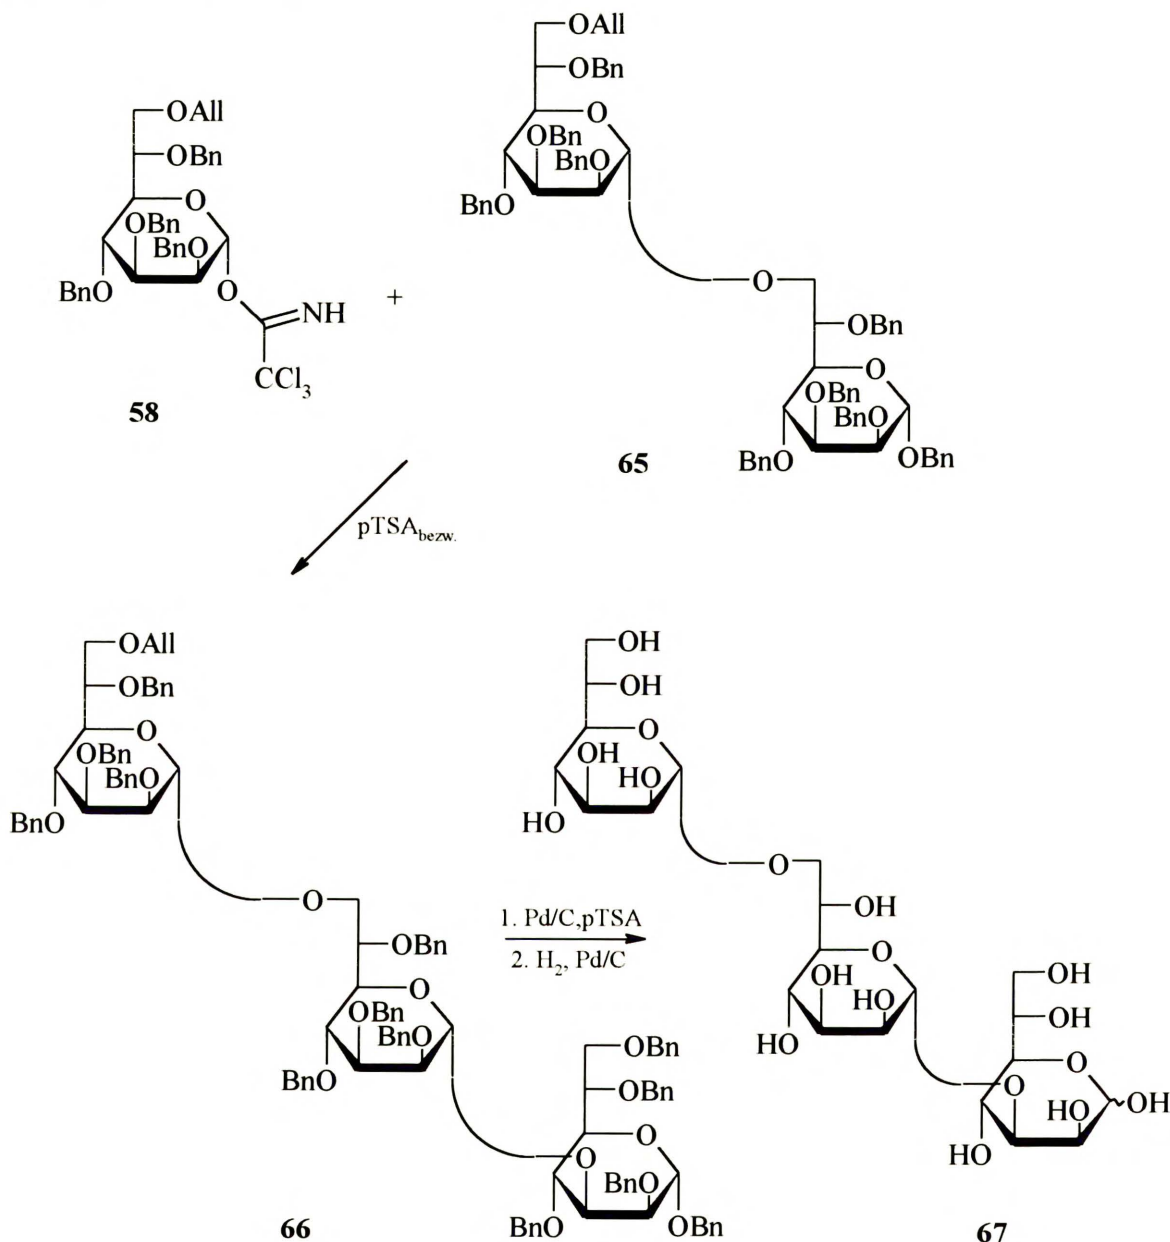 OAll
OBn
O
OBn
BnO
BnO
O
NH
CCl3
58
+
OAll
OBn
O
OBn
BnO
BnO
O
OBn
O
OBn
BnO
BnO
OBn
65
pTSAbezw.
OAll
OBn
O
OBn
BnO
BnO
O
OBn
O
OBn
BnO
BnO
OBn
OBn
O
O
BnO
BnO
OBn
66
1. Pd/C,pTSA
2. H2, Pd/C
OH
OH
O
OH
HO
HO
O
OH
O
OH
HO
HO
OH
OH
O
O
HO
OH
HO
67